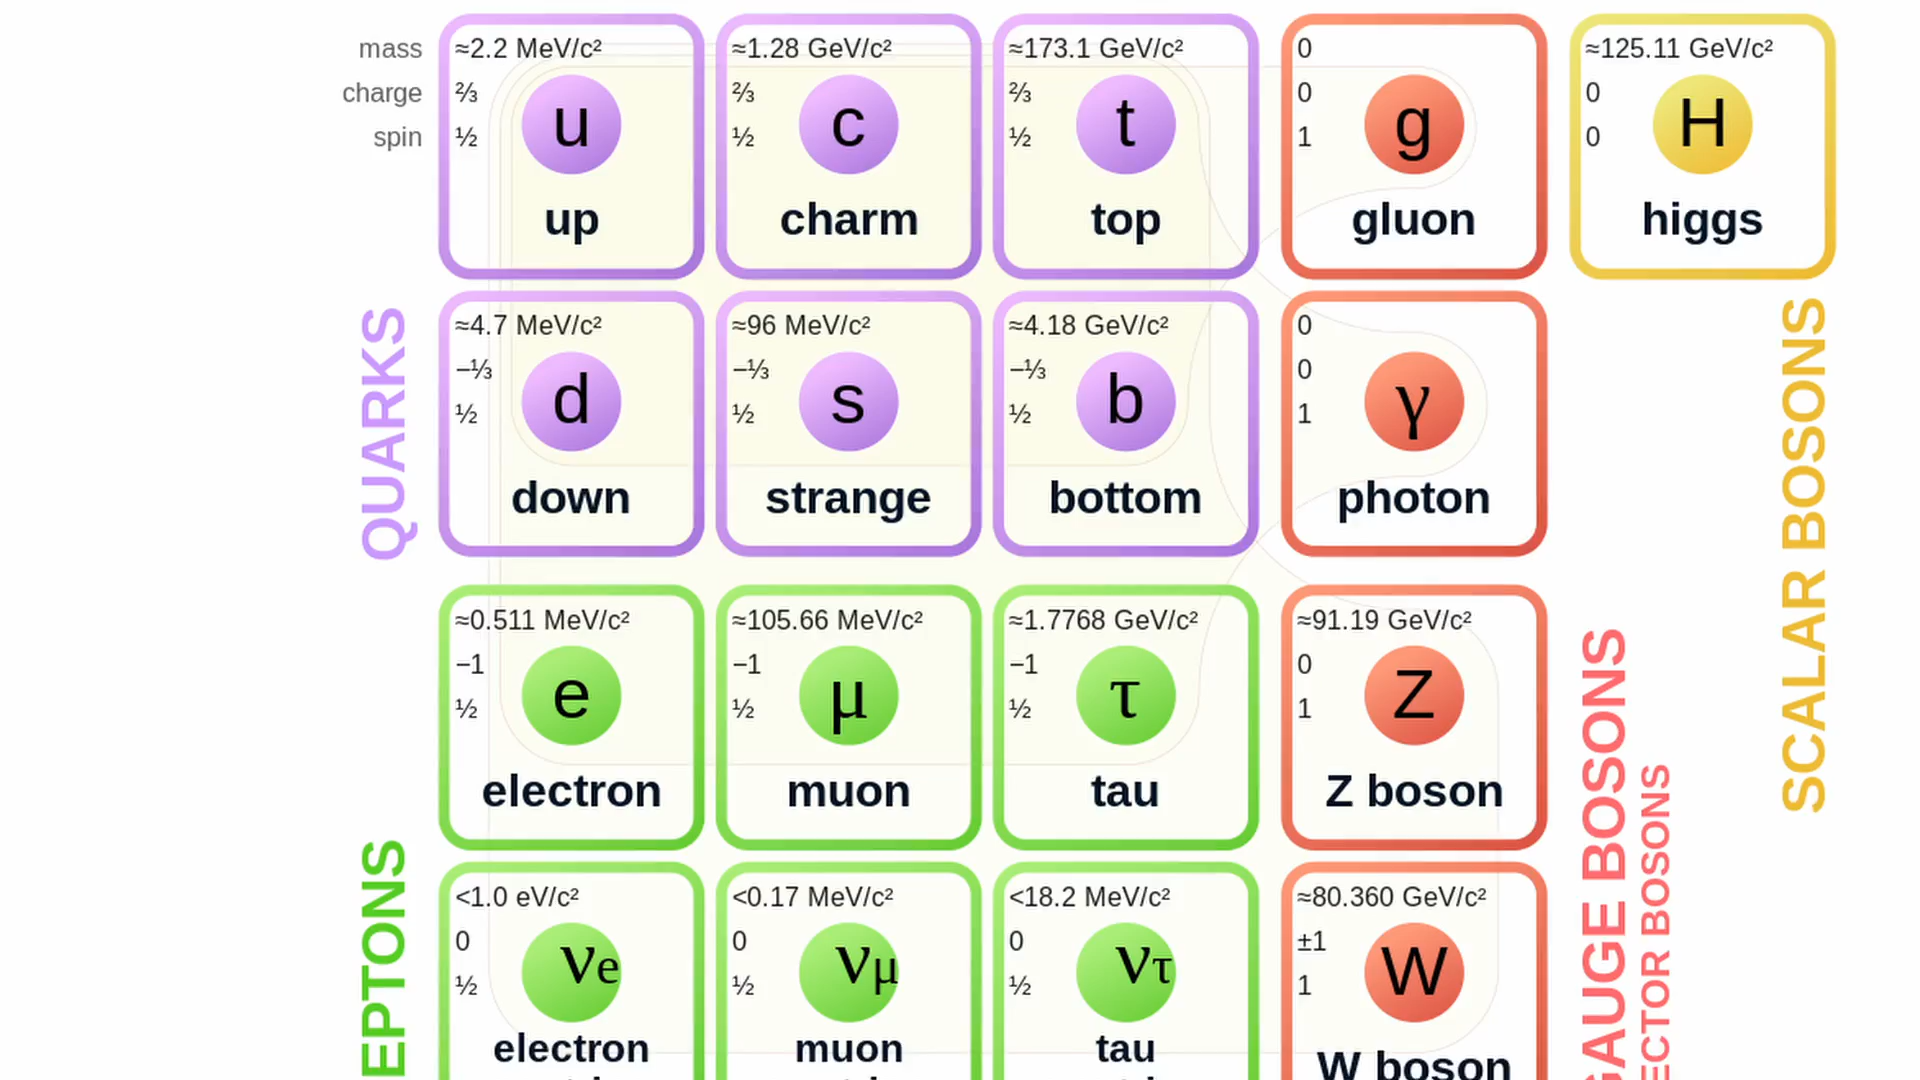 mass
charge
spin
≈2.2 MeV/c²
⅔
½
u
up
≈1.28 GeV/c²
⅔
½
c
charm
≈173.1 GeV/c²
⅔
½
t
top
0
0
1
g
gluon
≈125.11 GeV/c²
0
0
H
higgs
QUARKS
≈4.7 MeV/c²
−⅓
½
d
down
≈96 MeV/c²
−⅓
½
s
strange
≈4.18 GeV/c²
−⅓
½
b
bottom
0
0
1
γ
photon
SCALAR BOSONS
≈0.511 MeV/c²
−1
½
e
electron
≈105.66 MeV/c²
−1
½
μ
muon
≈1.7768 GeV/c²
−1
½
τ
tau
≈91.19 GeV/c²
0
1
Z
Z boson
EPTONS
<1.0 eV/c²
0
½
νe
electron
<0.17 MeV/c²
0
½
νμ
muon
<18.2 MeV/c²
0
½
ντ
tau
≈80.360 GeV/c²
±1
1
W
W boson
GAUGE BOSONS
ECTOR BOSONS